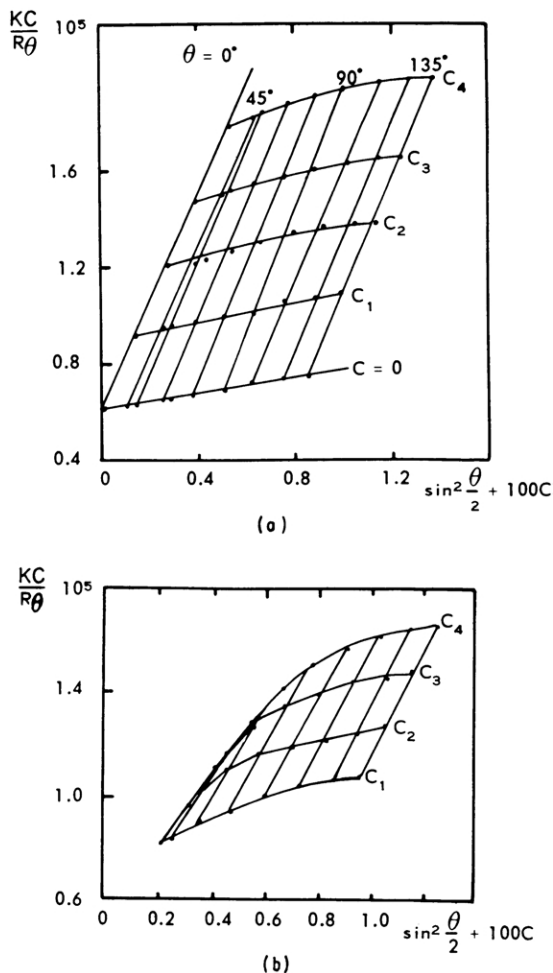 KC
Rθ
10⁵
θ = 0°
45°
90°
135°
C₄
C₃
C₂
C₁
C = 0
1.6
1.2
0.8
0.4
0
0.4
0.8
1.2
sin² θ/2 + 100C
(a)
KC
Rθ
10⁵
C₄
C₃
C₂
C₁
1.4
1.0
0.6
0
0.2
0.4
0.6
0.8
1.0
sin² θ/2 + 100C
(b)